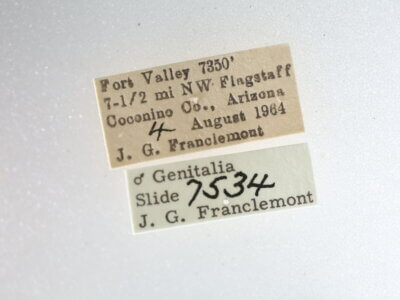 Fort Valley 7350'
7-1/2 mi NW Flagstaff
Coconino Co., Arizona
4 August 1964
J. G. Franclemont
♂ Genitalia
Slide 7534
J. G. Franclemont